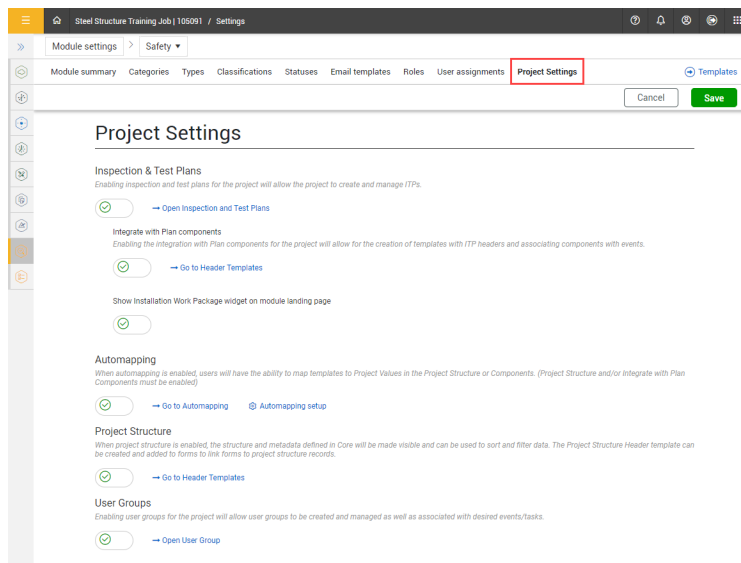 Steel Structure Training Job | 105091 / Settings
Module settings > Safety
Module summary Categories Types Classifications Statuses Email templates Roles User assignments Project Settings Templates
Cancel Save
Project Settings
Inspection & Test Plans
Enabling inspection and test plans for the project will allow the project to create and manage ITPs.
Open Inspection and Test Plans
Integrate with Plan components
Enabling the integration with Plan components for the project will allow for the creation of templates with ITP headers and associating components with events.
Go to Header Templates
Show Installation Work Package widget on module landing page
Automapping
When automapping is enabled, users will have the ability to map templates to Project Values in the Project Structure or Components. (Project Structure and/or Integrate with Plan
Components must be enabled)
Go to Automapping Automapping setup
Project Structure
When project structure is enabled, the structure and metadata defined in Core will be made visible and can be used to sort and filter data. The Project Structure Header template can
be created and added to forms to link forms to project structure records.
Go to Header Templates
User Groups
Enabling user groups for the project will allow user groups to be created and managed as well as associated with desired events/tasks.
Open User Group